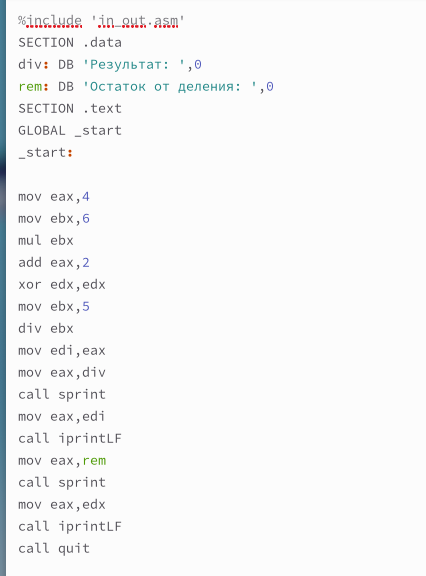 %include 'in_out.asm'
SECTION .data
div: DB 'Результат: ',0
rem: DB 'Остаток от деления: ',0
SECTION .text
GLOBAL _start
_start:
mov eax,4
mov ebx,6
mul ebx
add eax,2
xor edx,edx
mov ebx,5
div ebx
mov edi,eax
mov eax,div
call sprint
mov eax,edi
call iprintLF
mov eax,rem
call sprint
mov eax,edx
call iprintLF
call quit